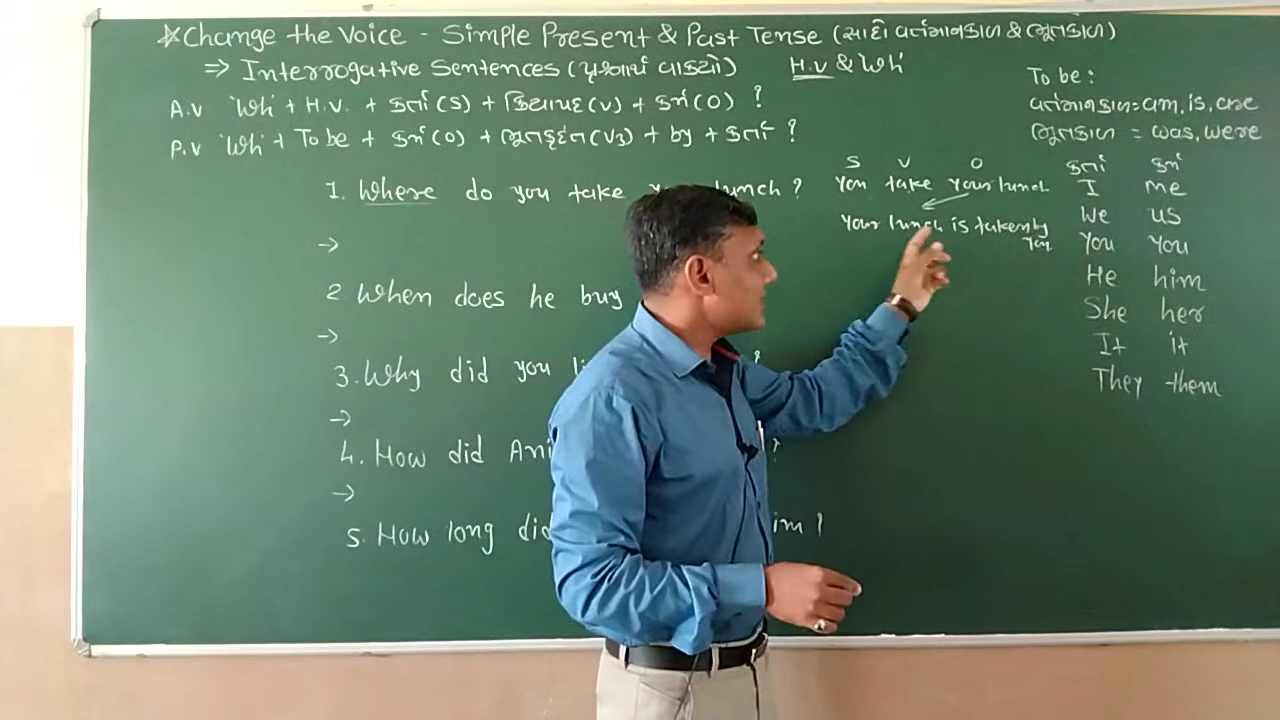 * Change the Voice - Simple Present & Past Tense (સાદો વર્તમાનકાળ & ભૂતકાળ)
⇒ Interrogative Sentences (પ્રશ્નાર્થ વાક્યો) H.V & Wh
A.V Wh + H.V. + કર્તા (S) + ક્રિયાપદ (V) + કર્મ (O) ?
P.V Wh + To be + કર્મ (O) + ભૂતકૃદંત (V3) + by + કર્તા ?
To be:
વર્તમાનકાળ = am, is, are
ભૂતકાળ = was, were
1. Where do you take lunch ?
→
2 When does he buy
→
3. Why did you ?
→
4. How did ?
→
5. How long ?
S V O
You take your lunch
Your lunch is taken by
you
કર્તા કર્મ
I me
We us
You you
He him
She her
It it
They them